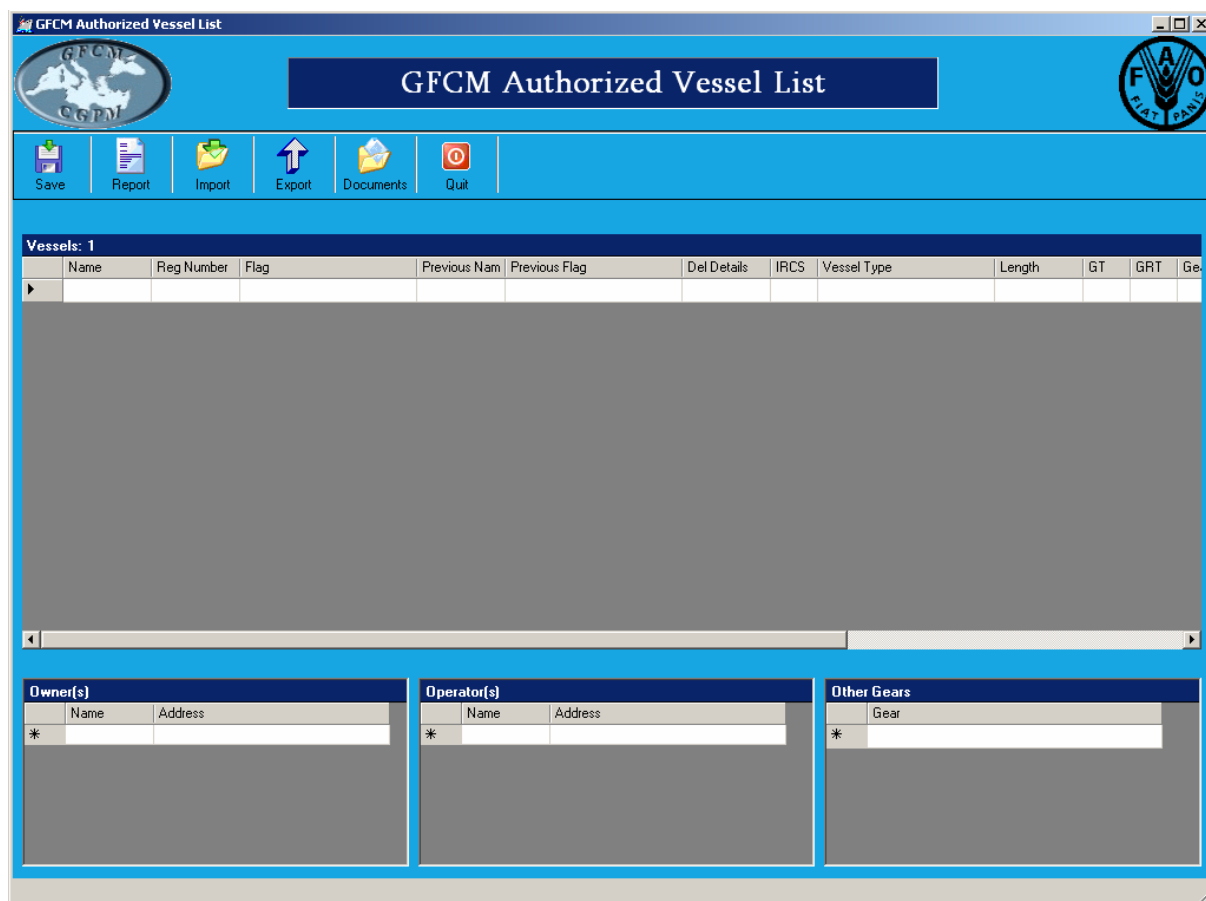 GFCM Authorized Vessel List
GFCM
CGPM
GFCM Authorized Vessel List
F A O
FIAT PANIS
Save Report Import Export Documents Quit
Vessels: 1
Name Reg Number Flag Previous Nam Previous Flag Del Details IRCS Vessel Type Length GT GRT Ge
Owner(s) Operator(s) Other Gears
Name Address Name Address Gear
* * *